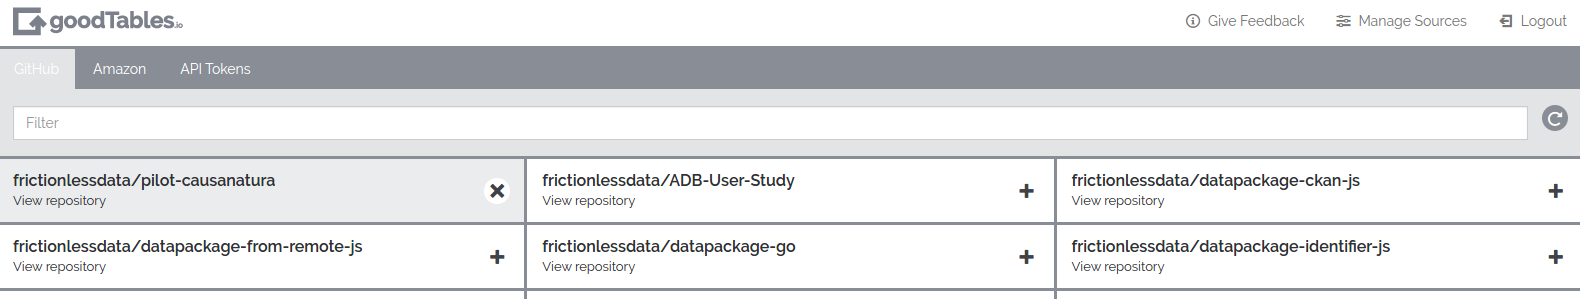 goodTables.io
Give Feedback Manage Sources Logout
GitHub Amazon API Tokens
Filter
frictionlessdata/pilot-causanatura
View repository
frictionlessdata/ADB-User-Study
View repository
frictionlessdata/datapackage-ckan-js
View repository
frictionlessdata/datapackage-from-remote-js
View repository
frictionlessdata/datapackage-go
View repository
frictionlessdata/datapackage-identifier-js
View repository